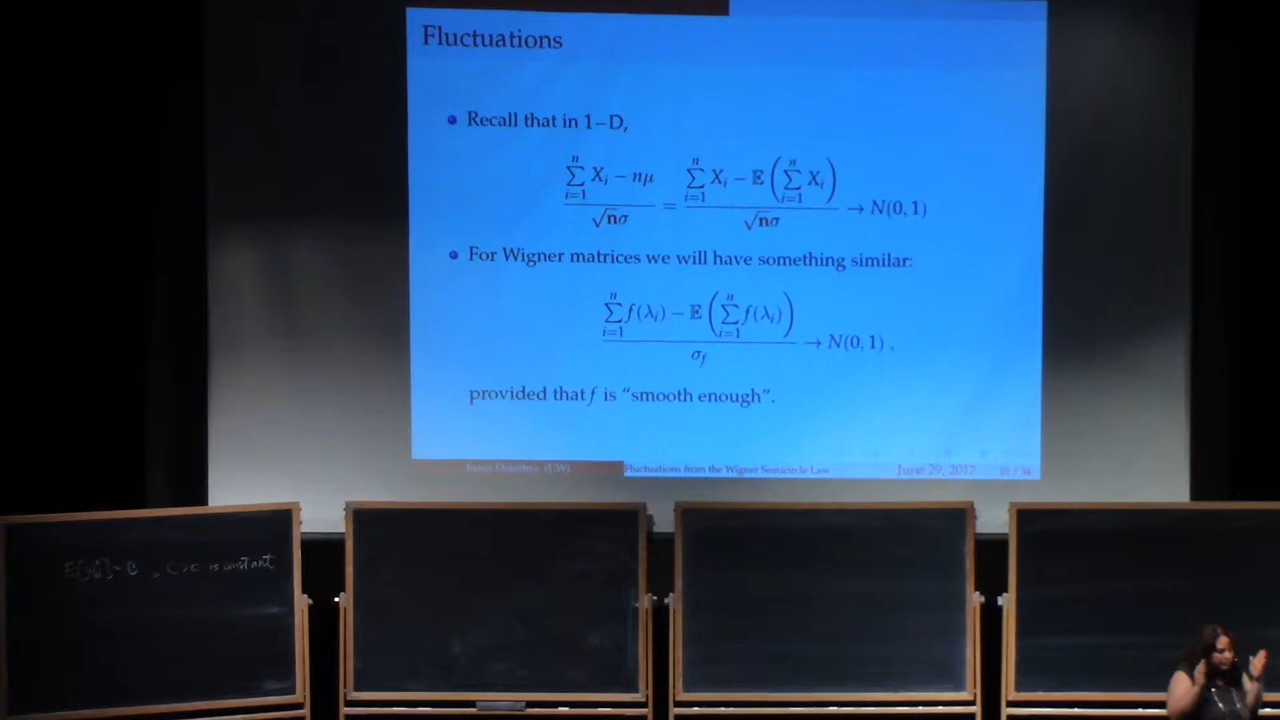 Fluctuations
Recall that in 1–D,
\frac{\sum_{i=1}^{n} X_i - n\mu}{\sqrt{n}\sigma} = \frac{\sum_{i=1}^{n} X_i - \mathbb{E}\left(\sum_{i=1}^{n} X_i\right)}{\sqrt{n}\sigma} \to N(0, 1)
For Wigner matrices we will have something similar:
\frac{\sum_{i=1}^{n} f(\lambda_i) - \mathbb{E}\left(\sum_{i=1}^{n} f(\lambda_i)\right)}{\sigma_f} \to N(0, 1) ,
provided that f is “smooth enough”.
(UW) Fluctuations from the Wigner Semicircle Law June 29, 2017
is constant